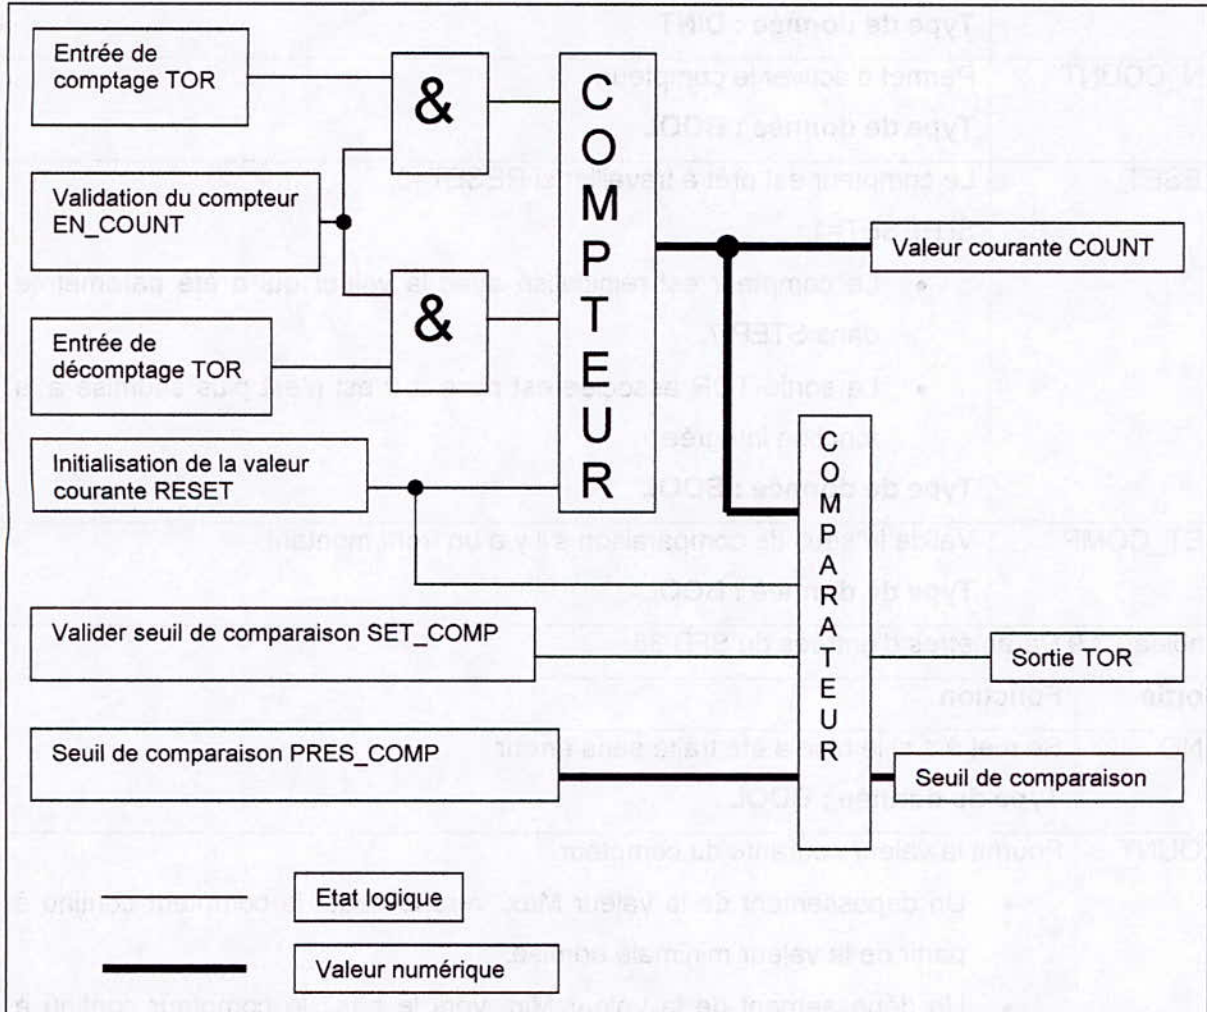 Entrée de
comptage TOR
&
Validation du compteur
EN_COUNT
&
Entrée de
décomptage TOR
Initialisation de la valeur
courante RESET
COMPTEUR
Valeur courante COUNT
Valider seuil de comparaison SET_COMP
Seuil de comparaison PRES_COMP
COMPARATEUR
Sortie TOR
Seuil de comparaison
Etat logique
Valeur numérique